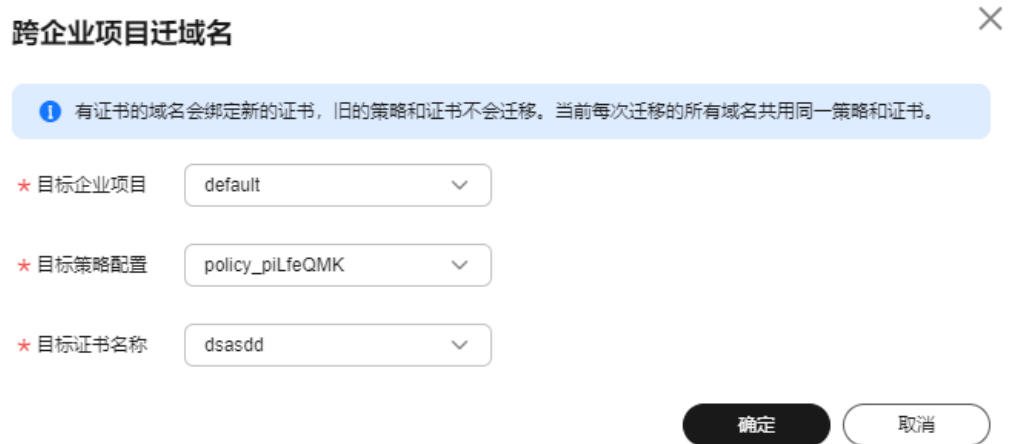 跨企业项目迁域名
有证书的域名会绑定新的证书，旧的策略和证书不会迁移。当前每次迁移的所有域名共用同一策略和证书。
* 目标企业项目 default
* 目标策略配置 policy_piLfeQMK
* 目标证书名称 dsasdd
确定 取消